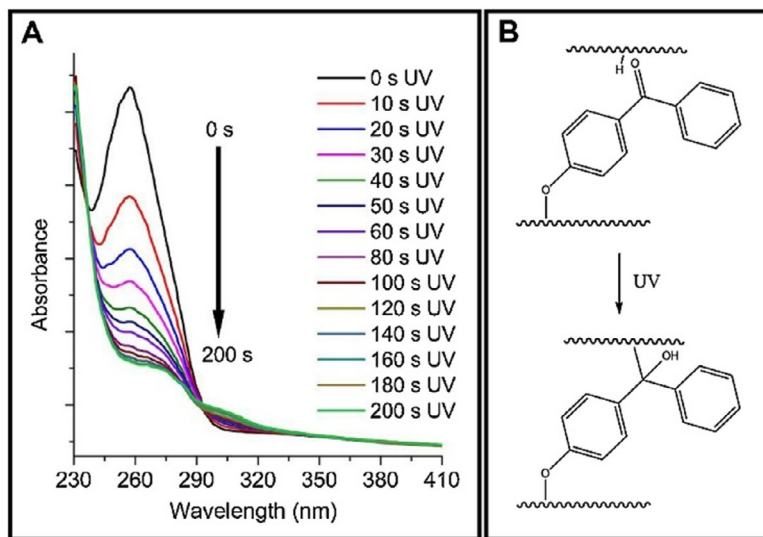 A
0 s UV
10 s UV
0 s
20 s UV
30 s UV
40 s UV
50 s UV
60 s UV
80 s UV
100 s UV
120 s UV
200 s
140 s UV
160 s UV
180 s UV
200 s UV
Absorbance
230 260 290 320 350 380 410
Wavelength (nm)
B
H
O
O
UV
OH
O